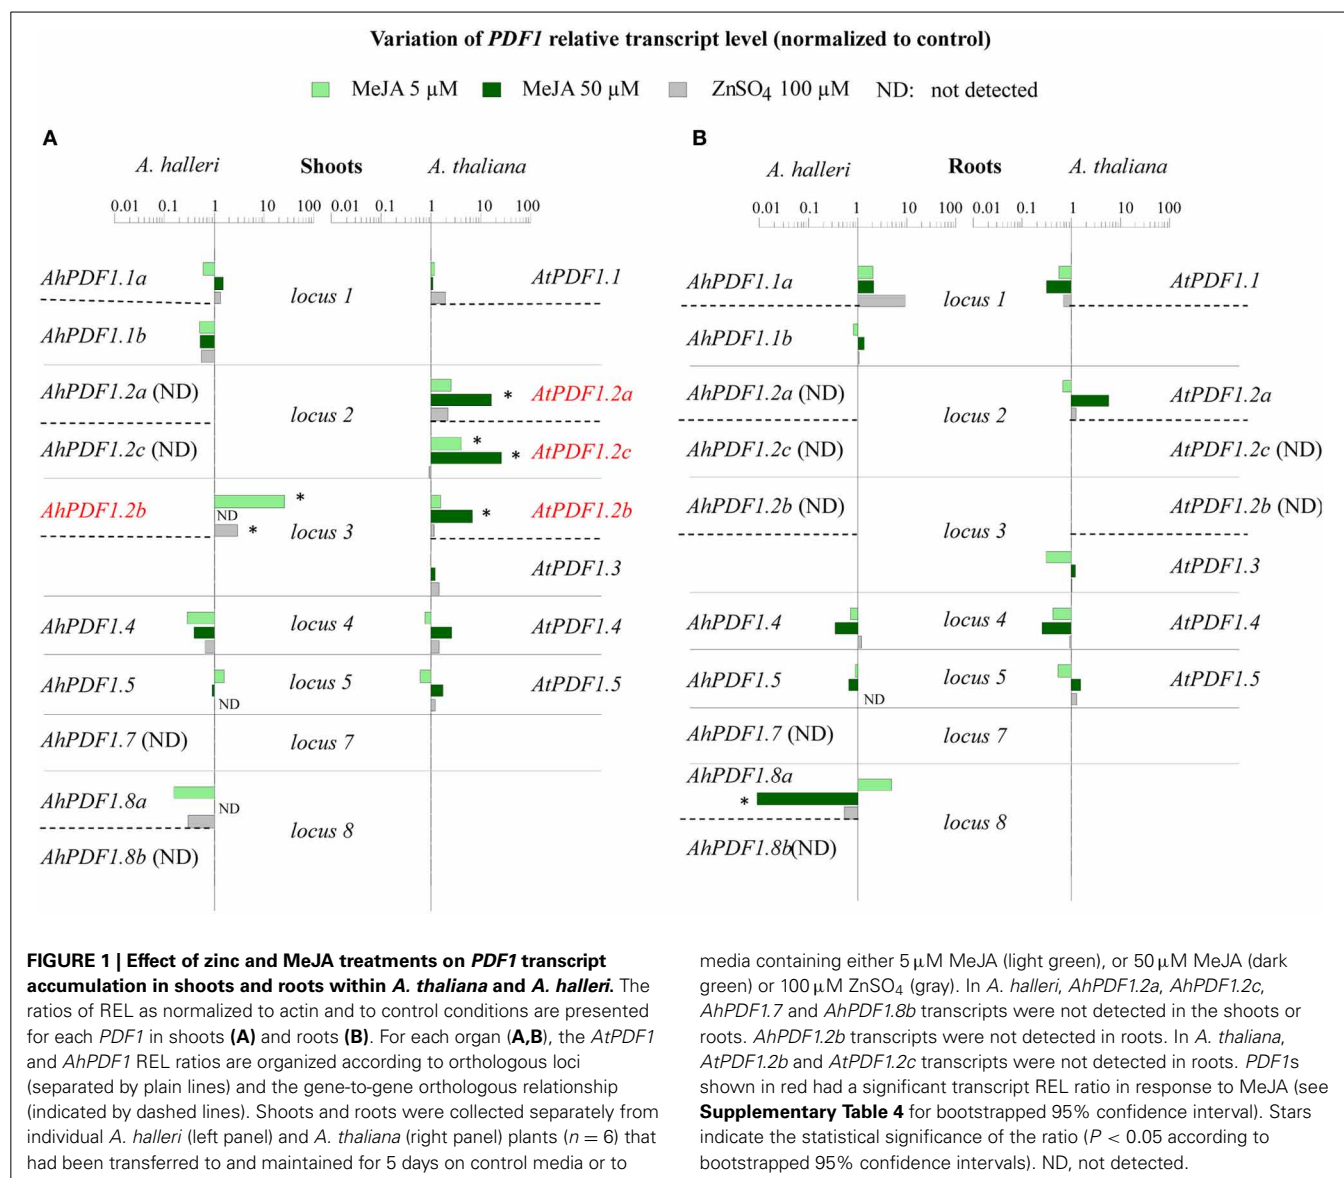 Variation of PDF1 relative transcript level (normalized to control)
MeJA 5 µM MeJA 50 µM ZnSO4 100 µM ND: not detected
A
A. halleri Shoots A. thaliana
0.01 0.1 1 10 100 0.01 0.1 1 10 100
AhPDF1.1a locus 1 AtPDF1.1
AhPDF1.1b
AhPDF1.2a (ND) locus 2 * AtPDF1.2a
AhPDF1.2c (ND) * * AtPDF1.2c
AhPDF1.2b * ND * locus 3 * AtPDF1.2b
AtPDF1.3
AhPDF1.4 locus 4 AtPDF1.4
AhPDF1.5 ND locus 5 AtPDF1.5
AhPDF1.7 (ND) locus 7
AhPDF1.8a ND locus 8
AhPDF1.8b (ND)
B
A. halleri Roots A. thaliana
0.01 0.1 1 10 100 0.01 0.1 1 10 100
AhPDF1.1a locus 1 AtPDF1.1
AhPDF1.1b
AhPDF1.2a (ND) locus 2 AtPDF1.2a
AhPDF1.2c (ND) AtPDF1.2c (ND)
AhPDF1.2b (ND) locus 3 AtPDF1.2b (ND)
AtPDF1.3
AhPDF1.4 locus 4 AtPDF1.4
AhPDF1.5 ND locus 5 AtPDF1.5
AhPDF1.7 (ND) locus 7
AhPDF1.8a
* locus 8
AhPDF1.8b(ND)
FIGURE 1 | Effect of zinc and MeJA treatments on PDF1 transcript
accumulation in shoots and roots within A. thaliana and A. halleri. The
ratios of REL as normalized to actin and to control conditions are presented
for each PDF1 in shoots (A) and roots (B). For each organ (A,B), the AtPDF1
and AhPDF1 REL ratios are organized according to orthologous loci
(separated by plain lines) and the gene-to-gene orthologous relationship
(indicated by dashed lines). Shoots and roots were collected separately from
individual A. halleri (left panel) and A. thaliana (right panel) plants (n = 6) that
had been transferred to and maintained for 5 days on control media or to
media containing either 5 µM MeJA (light green), or 50 µM MeJA (dark
green) or 100 µM ZnSO4 (gray). In A. halleri, AhPDF1.2a, AhPDF1.2c,
AhPDF1.7 and AhPDF1.8b transcripts were not detected in the shoots or
roots. AhPDF1.2b transcripts were not detected in roots. In A. thaliana,
AtPDF1.2b and AtPDF1.2c transcripts were not detected in roots. PDF1s
shown in red had a significant transcript REL ratio in response to MeJA (see
Supplementary Table 4 for bootstrapped 95% confidence interval). Stars
indicate the statistical significance of the ratio (P < 0.05 according to
bootstrapped 95% confidence intervals). ND, not detected.